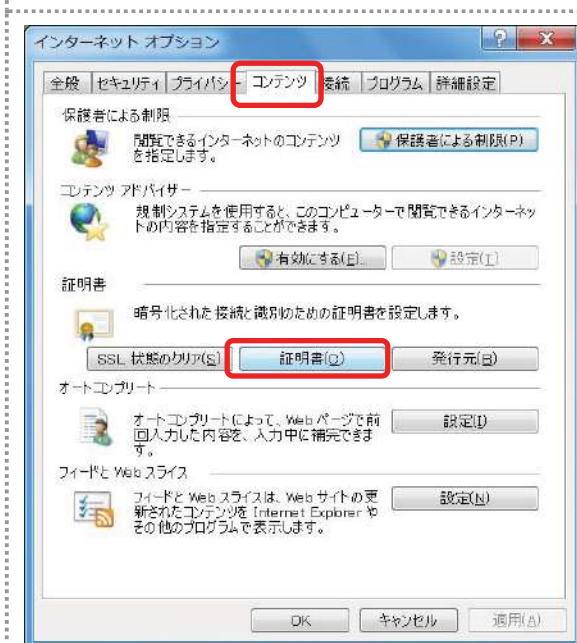 インターネット オプション
全般 セキュリティ プライバシー コンテンツ 接続 プログラム 詳細設定
保護者による制限
閲覧できるインターネットのコンテンツ
を指定します。
保護者による制限(P)
コンテンツ アドバイザー
規制システムを使用すると、このコンピューターで閲覧できるインターネッ
トの内容を指定することができます。
有効にする(E)... 設定(T)
証明書
暗号化された接続と識別のための証明書を設定します。
SSL 状態のクリア(S) 証明書(C) 発行元(B)
オートコンプリート
オートコンプリートによって、Web ページで前
回入力した内容を、入力中に補完できま
す。
設定(I)
フィードと Web スライス
フィードと Web スライスは、Web サイトの更
新されたコンテンツを Internet Explorer や
その他のプログラムで表示します。
設定(N)
OK キャンセル 適用(A)